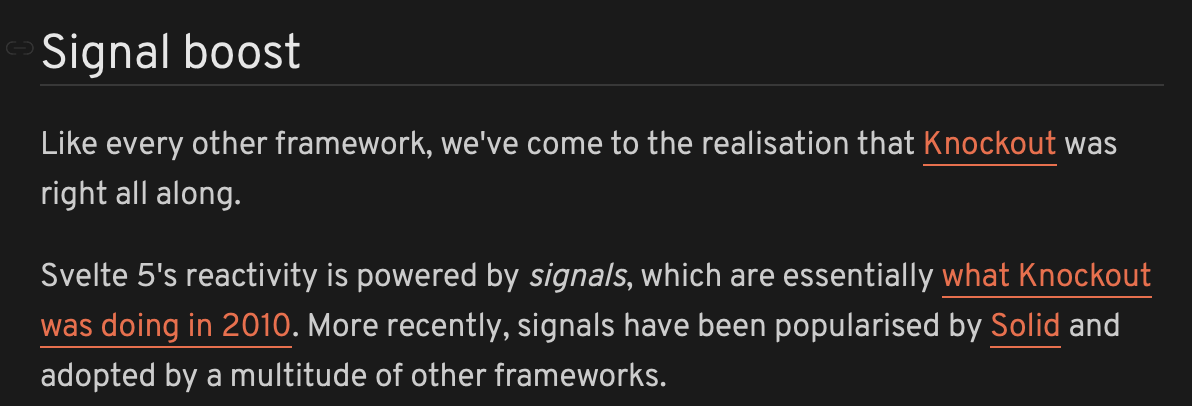 Signal boost
Like every other framework, we've come to the realisation that Knockout was
right all along.
Svelte 5's reactivity is powered by signals, which are essentially what Knockout
was doing in 2010. More recently, signals have been popularised by Solid and
adopted by a multitude of other frameworks.